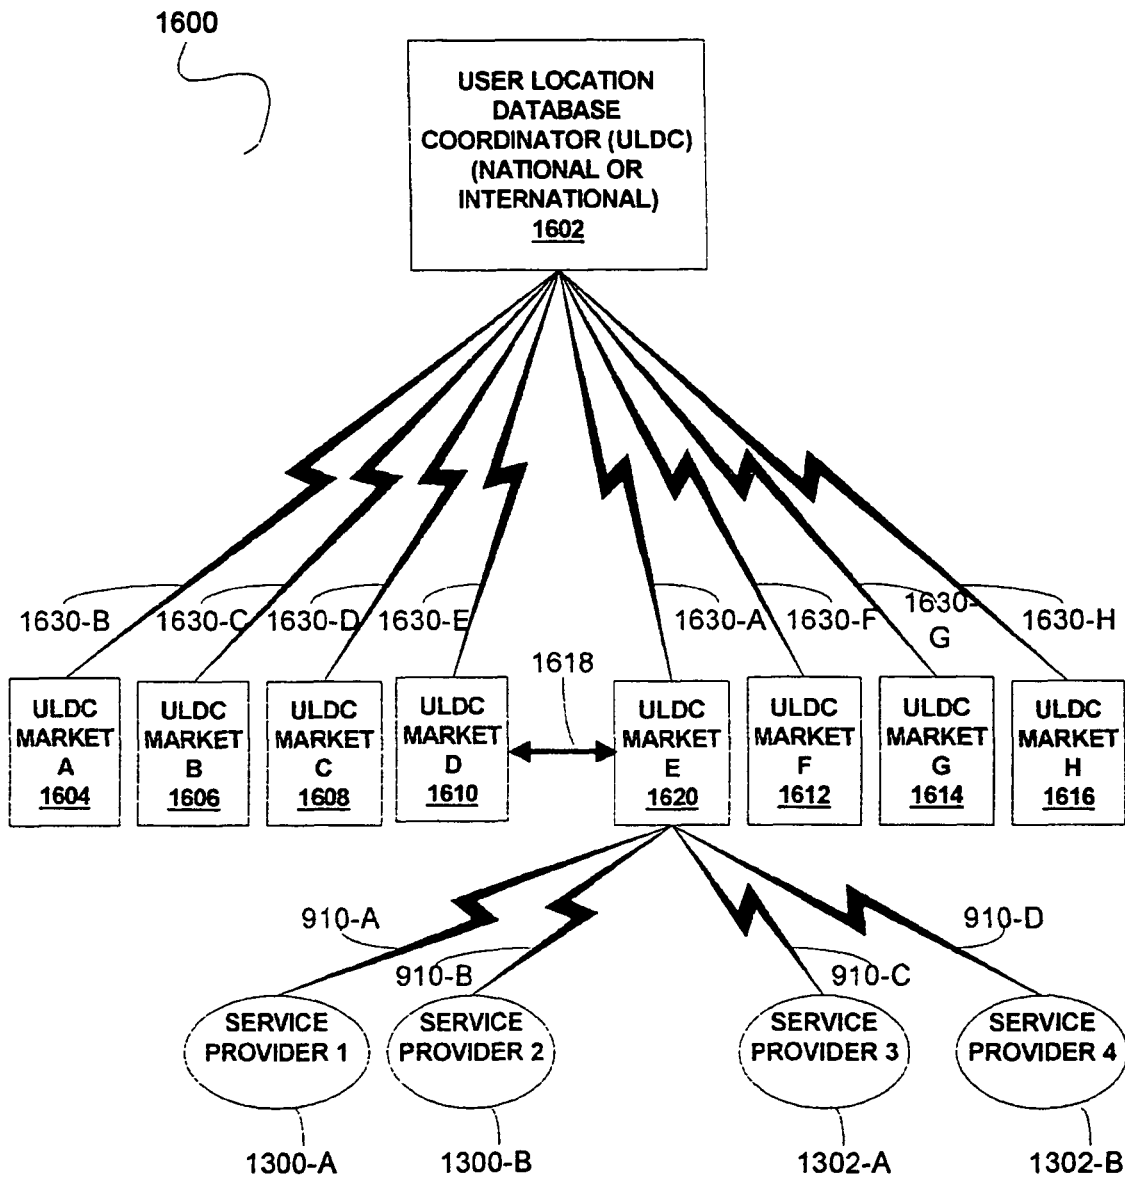 1600
USER LOCATION
DATABASE
COORDINATOR (ULDC)
(NATIONAL OR
INTERNATIONAL)
1602
1630-B
1630-C
1630-D
1630-E
1630-A
1630-F
1630-
G
1630-H
1618
ULDC
MARKET
A
1604
ULDC
MARKET
B
1606
ULDC
MARKET
C
1608
ULDC
MARKET
D
1610
ULDC
MARKET
E
1620
ULDC
MARKET
F
1612
ULDC
MARKET
G
1614
ULDC
MARKET
H
1616
910-A
910-B
910-C
910-D
SERVICE
PROVIDER 1
SERVICE
PROVIDER 2
SERVICE
PROVIDER 3
SERVICE
PROVIDER 4
1300-A
1300-B
1302-A
1302-B